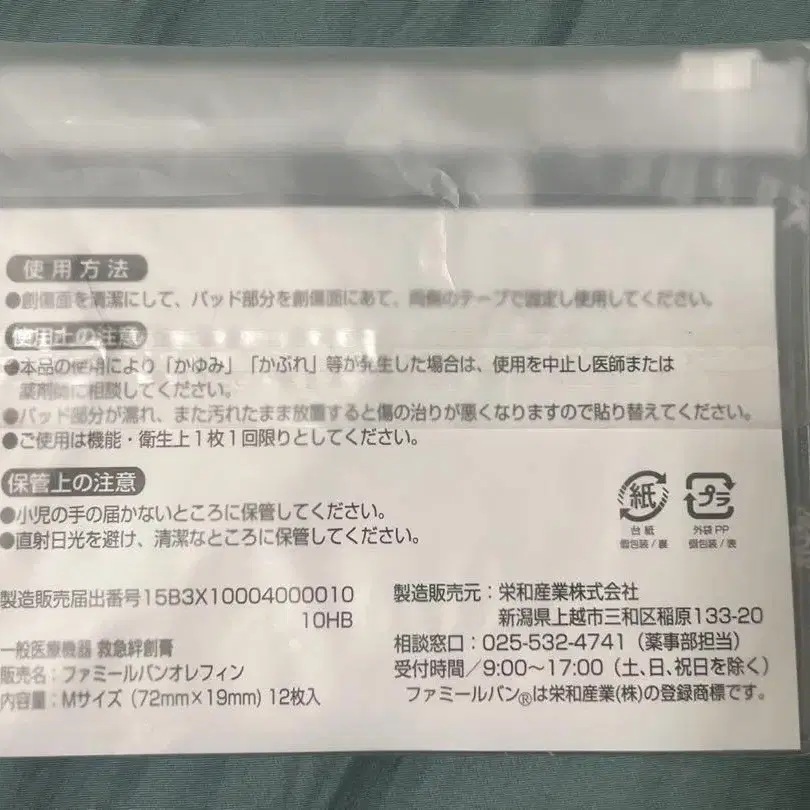 使用方法
●創傷面を清潔にして、パッド部分を創傷面にあて、両側のテープで固定し使用してください。
使用上の注意
●本品の使用により「かゆみ」「かぶれ」等が発生した場合は、使用を中止し医師または
薬剤師に相談してください。
●パッド部分が濡れ、また汚れたまま放置すると傷の治りが悪くなりますので貼り替えてください。
●ご使用は機能・衛生上1枚1回限りとしてください。
保管上の注意
●小児の手の届かないところに保管してください。
●直射日光を避け、清潔なところに保管してください。
紙
台紙
個包装/裏
プラ
外袋PP
個包装/表
製造販売届出番号15B3X10004000010
10HB
一般医療機器 救急絆創膏
販売名：ファミールバンオレフィン
内容量：Mサイズ（72mm×19mm）12枚入
製造販売元：栄和産業株式会社
新潟県上越市三和区稲原133-20
相談窓口：025-532-4741（薬事部担当）
受付時間／9:00～17:00（土、日、祝日を除く）
ファミールバン®は栄和産業(株)の登録商標です。